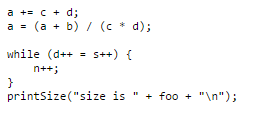 a += c + d;
a = (a + b) / (c * d);
while (d++ = s++) {
n++;
}
printSize("size is " + foo + "\n");